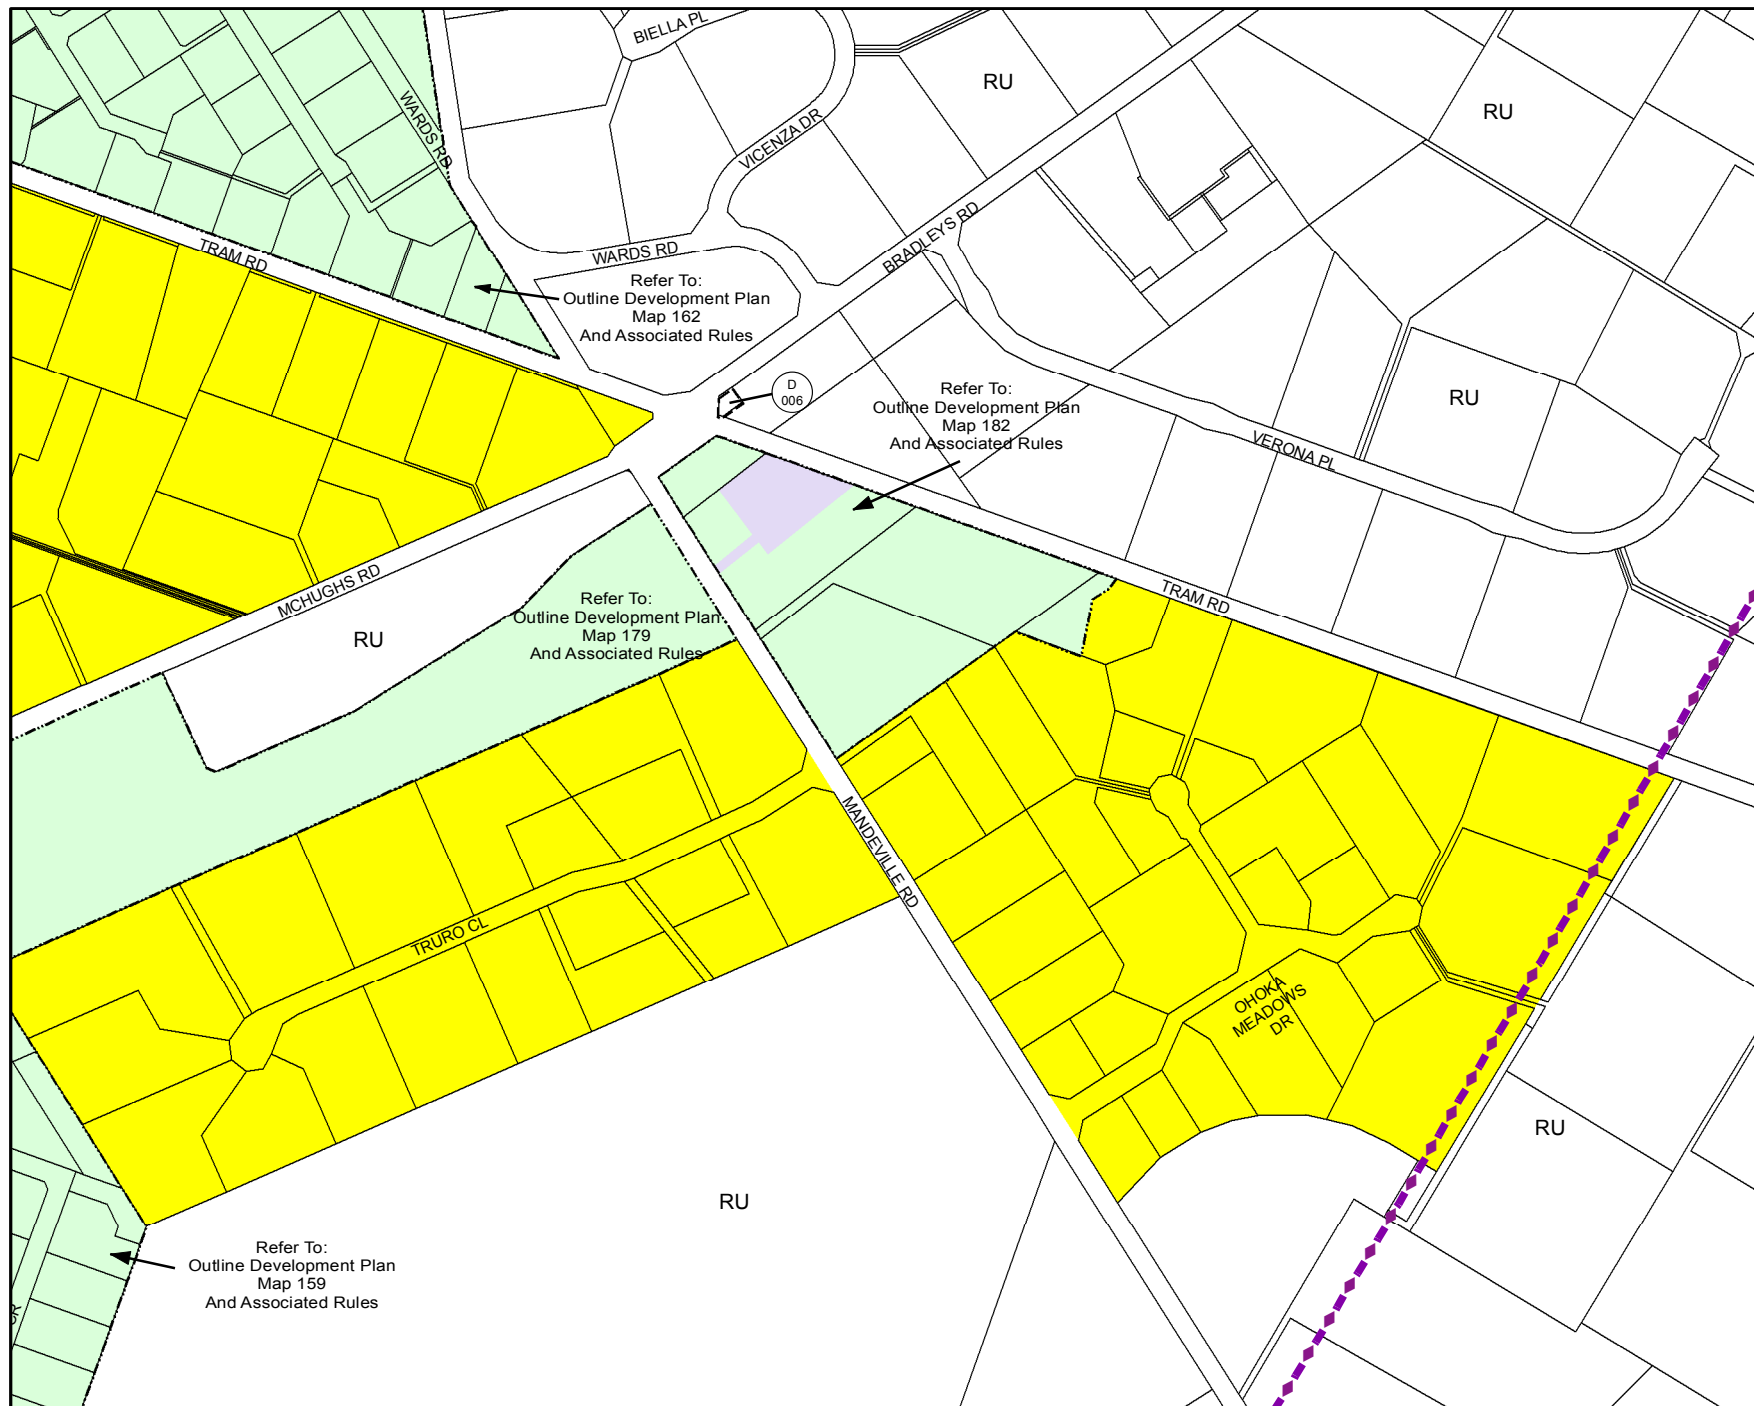 BIELLA PL
RU
RU
WARDS RD
VICENZA DR
BRADLEYS RD
TRAM RD
WARDS RD
Refer To:
Outline Development Plan
Map 162
And Associated Rules
D
006
Refer To:
Outline Development Plan
Map 182
And Associated Rules
RU
VERONA PL
MCHUGHS RD
TRAM RD
Refer To:
Outline Development Plan
Map 179
And Associated Rules
RU
MANDEVILLE RD
TRURO CL
OHOKA
MEADOWS
DR
RU
RU
Refer To:
Outline Development Plan
Map 159
And Associated Rules